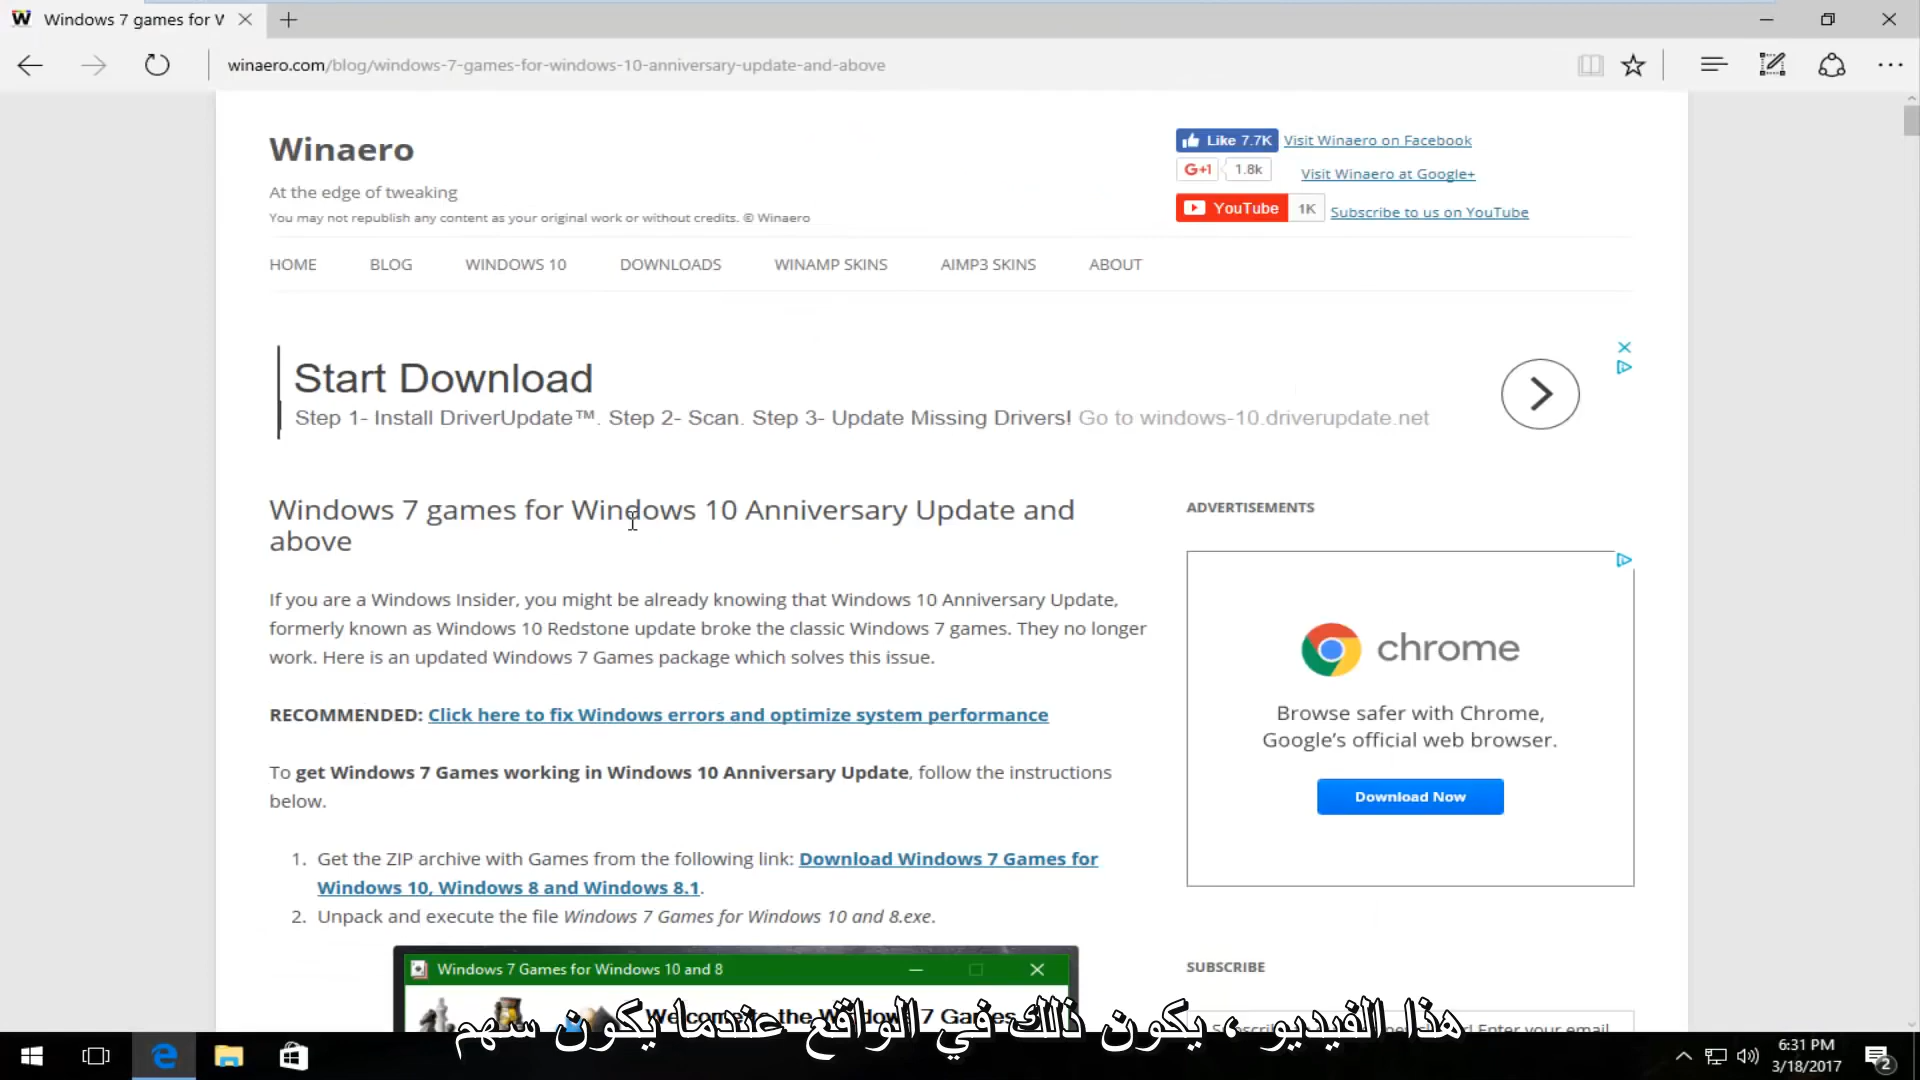 Windows 7 games for W
winaero.com/blog/windows-7-games-for-windows-10-anniversary-update-and-above
Winaero
At the edge of tweaking
You may not republish any content as your original work or without credits. © Winaero
Like 7.7K Visit Winaero on Facebook
G+1 1.8k Visit Winaero at Google+
YouTube 1K Subscribe to us on YouTube
HOME BLOG WINDOWS 10 DOWNLOADS WINAMP SKINS AIMP3 SKINS ABOUT
Start Download
Step 1- Install DriverUpdate™. Step 2- Scan. Step 3- Update Missing Drivers! Go to windows-10.driverupdate.net
Windows 7 games for Windows 10 Anniversary Update and
above
If you are a Windows Insider, you might be already knowing that Windows 10 Anniversary Update,
formerly known as Windows 10 Redstone update broke the classic Windows 7 games. They no longer
work. Here is an updated Windows 7 Games package which solves this issue.
RECOMMENDED: Click here to fix Windows errors and optimize system performance
To get Windows 7 Games working in Windows 10 Anniversary Update, follow the instructions
below.
1. Get the ZIP archive with Games from the following link: Download Windows 7 Games for
Windows 10, Windows 8 and Windows 8.1.
2. Unpack and execute the file Windows 7 Games for Windows 10 and 8.exe.
Windows 7 Games for Windows 10 and 8
Welcome to the Windows 7 Games
ADVERTISEMENTS
chrome
Browse safer with Chrome,
Google's official web browser.
Download Now
SUBSCRIBE
Enter your email
هذا الفيديو ، يكون ذلك في الواقع عندما يكون سهم
6:31 PM
3/18/2017
2